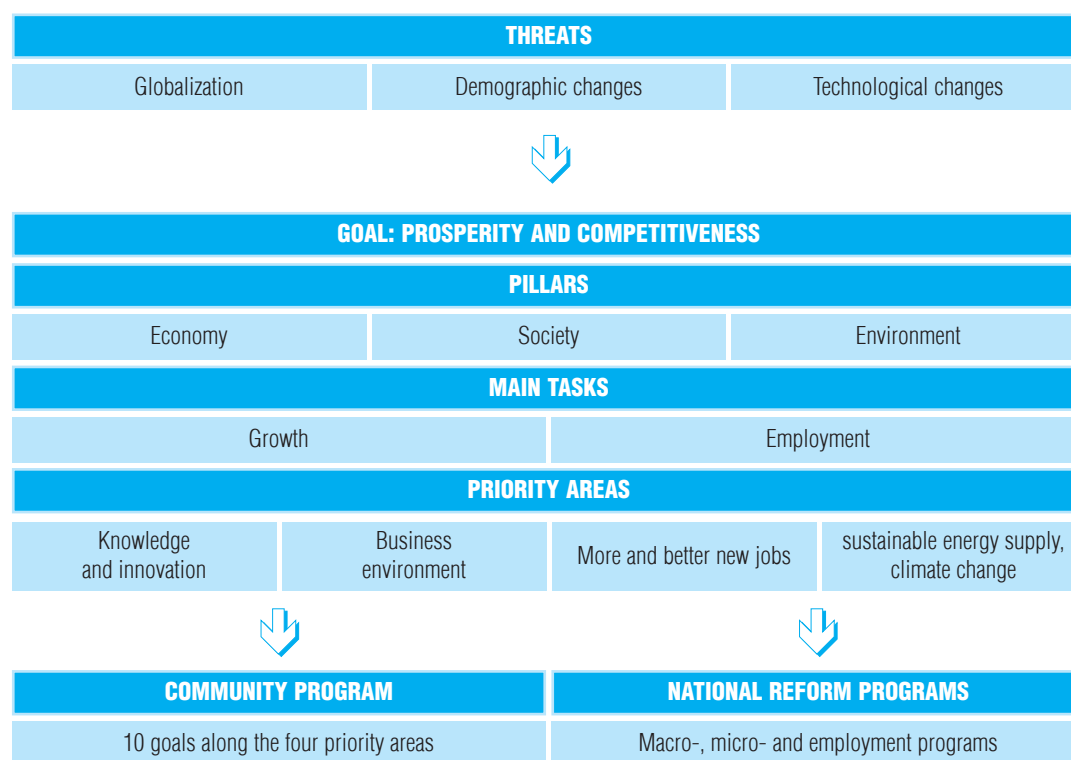 THREATS
Globalization
Demographic changes
Technological changes
GOAL: PROSPERITY AND COMPETITIVENESS
PILLARS
Economy
Society
Environment
MAIN TASKS
Growth
Employment
PRIORITY AREAS
Knowledge
and innovation
Business
environment
More and better new jobs
sustainable energy supply,
climate change
COMMUNITY PROGRAM
NATIONAL REFORM PROGRAMS
10 goals along the four priority areas
Macro-, micro- and employment programs